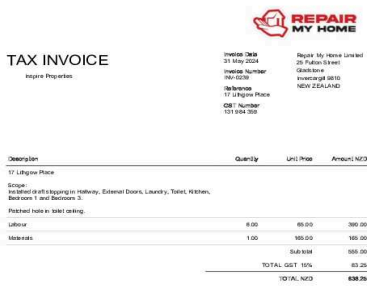 REPAIR
MY HOME
TAX INVOICE
Inspire Properties
Invoice Date
31 May 2024
Invoice Number
INV-0239
Reference
17 Lithgow Place
GST Number
131 984 359
Repair My Home Limited
25 Fulton Street
Gladstone
Invercargill 9810
NEW ZEALAND
Description Quantity Unit Price Amount NZD
17 Lithgow Place
Scope:
Installed draft stopping in Hallway, External Doors, Laundry, Toilet, Kitchen,
Bedroom 1 and Bedroom 3.
Patched hole in toilet ceiling.
Labour 6.00 65.00 390.00
Materials 1.00 165.00 165.00
Subtotal 555.00
TOTAL GST 15% 83.25
TOTAL NZD 638.25